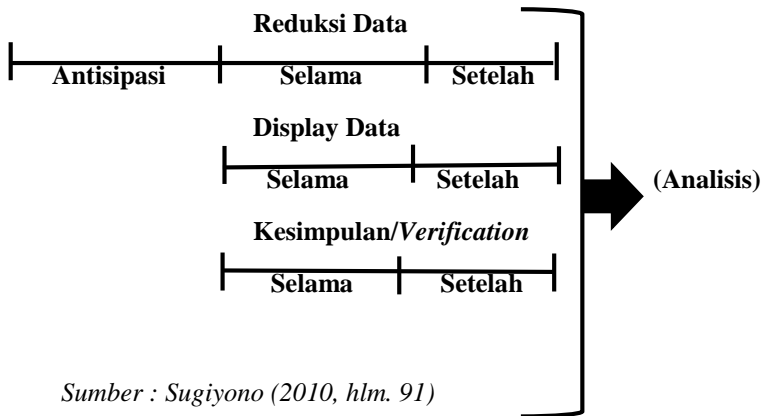 Reduksi Data
Antisipasi Selama Setelah
Display Data
Selama Setelah
(Analisis)
Kesimpulan/Verification
Selama Setelah
Sumber : Sugiyono (2010, hlm. 91)